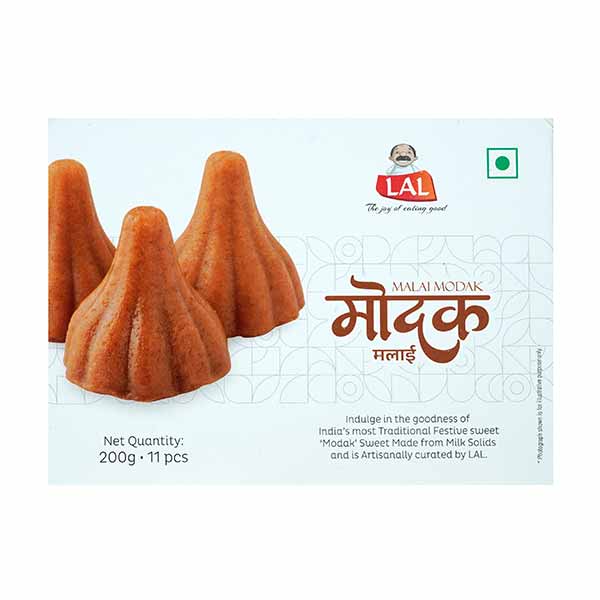 LAL
The joy of eating good
MALAI MODAK
मोदक
मलाई
Indulge in the goodness of
India's most Traditional Festive sweet
'Modak' Sweet Made from Milk Solids
and is Artisanally curated by LAL.
Net Quantity:
200g • 11 pcs
* Photograph shown is for illustrative purpose only